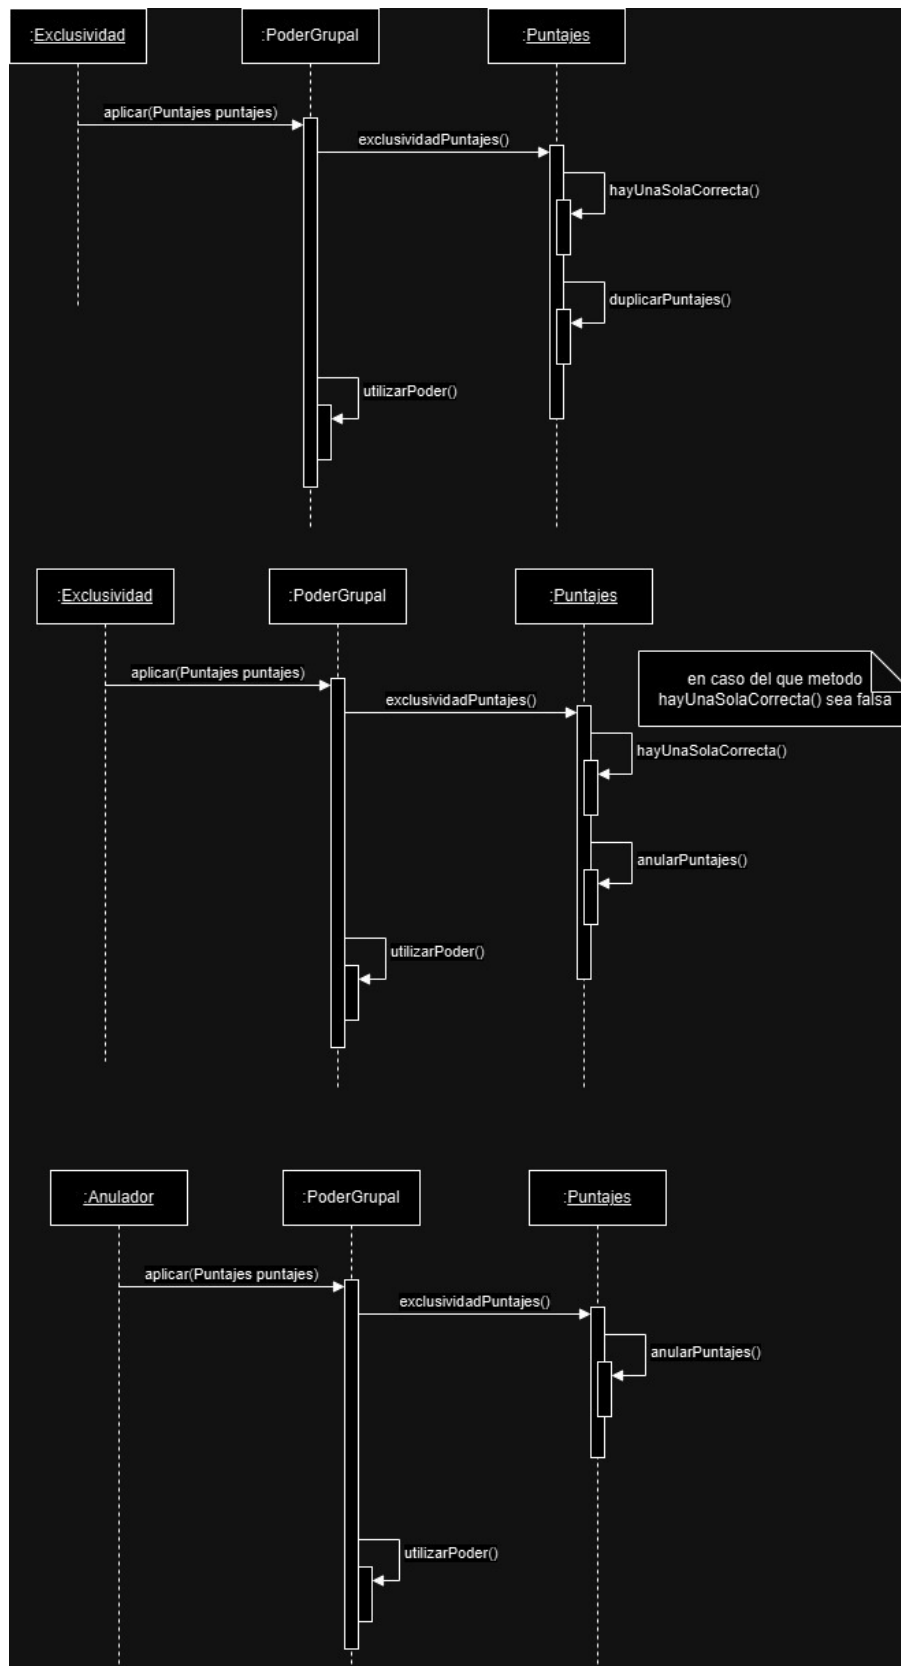 :Exclusividad
:PoderGrupal
:Puntajes
aplicar(Puntajes puntajes)
exclusividadPuntajes()
hayUnaSolaCorrecta()
duplicarPuntajes()
utilizarPoder()
:Exclusividad
:PoderGrupal
:Puntajes
en caso del que metodo
hayUnaSolaCorrecta() sea falsa
aplicar(Puntajes puntajes)
exclusividadPuntajes()
hayUnaSolaCorrecta()
anularPuntajes()
utilizarPoder()
:Anulador
:PoderGrupal
:Puntajes
aplicar(Puntajes puntajes)
exclusividadPuntajes()
anularPuntajes()
utilizarPoder()